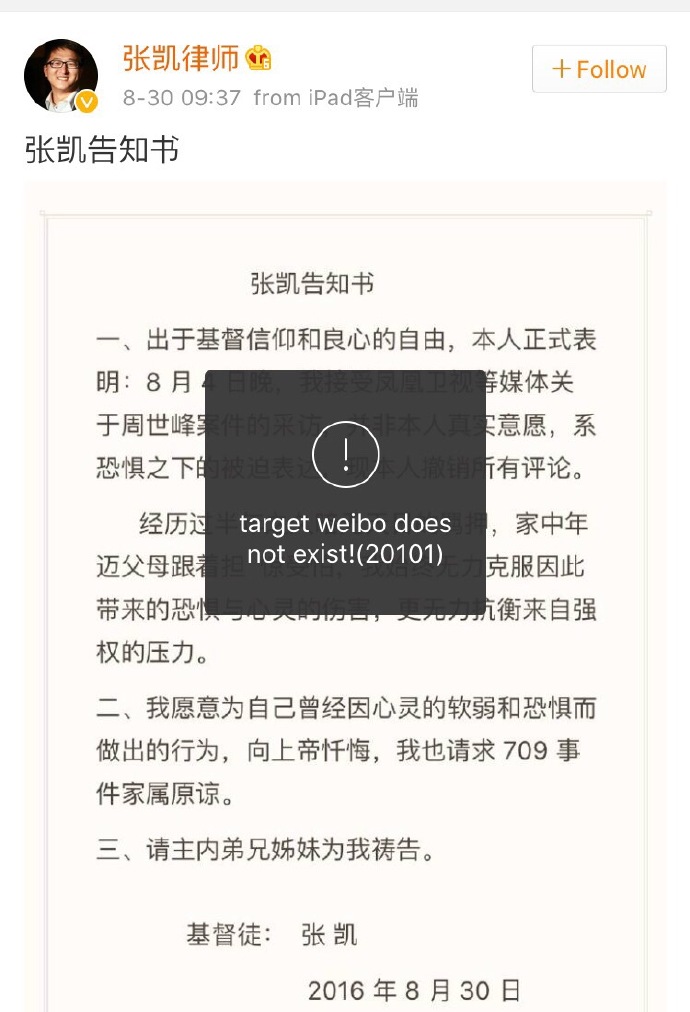 张凯律师
8-30 09:37 from iPad客户端
+ Follow
张凯告知书
张凯告知书
一、出于基督信仰和良心的自由，本人正式表
明：8月4日晚，我接受凤凰卫视等媒体关
于周世峰案件的采访，并非本人真实意愿，系
恐惧之下的被迫表达，现本人撤销所有评论。
经历过半 押，家中年
迈父母跟着担惊受怕，我始终无力克服因此
带来的恐惧与心灵的伤害，更无力抗衡来自强
权的压力。
target weibo does
not exist!(20101)
二、我愿意为自己曾经因心灵的软弱和恐惧而
做出的行为，向上帝忏悔，我也请求 709 事
件家属原谅。
三、请主内弟兄姊妹为我祷告。
基督徒： 张 凯
2016 年 8 月 30 日